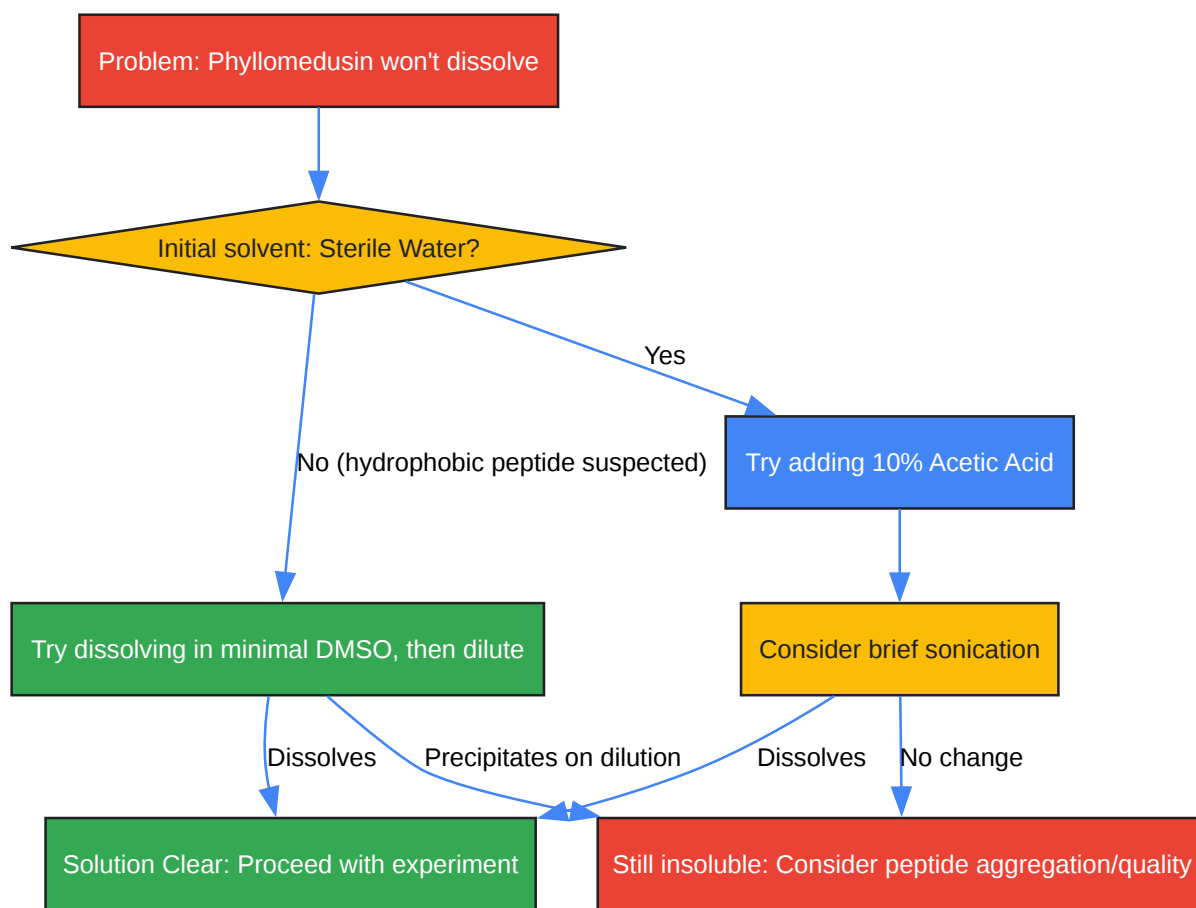 Problem: Phyllomedusin won't dissolve
Initial solvent: Sterile Water?
Yes
No (hydrophobic peptide suspected)
Try adding 10% Acetic Acid
Try dissolving in minimal DMSO, then dilute
Consider brief sonication
Dissolves
Precipitates on dilution
Dissolves
No change
Solution Clear: Proceed with experiment
Still insoluble: Consider peptide aggregation/quality